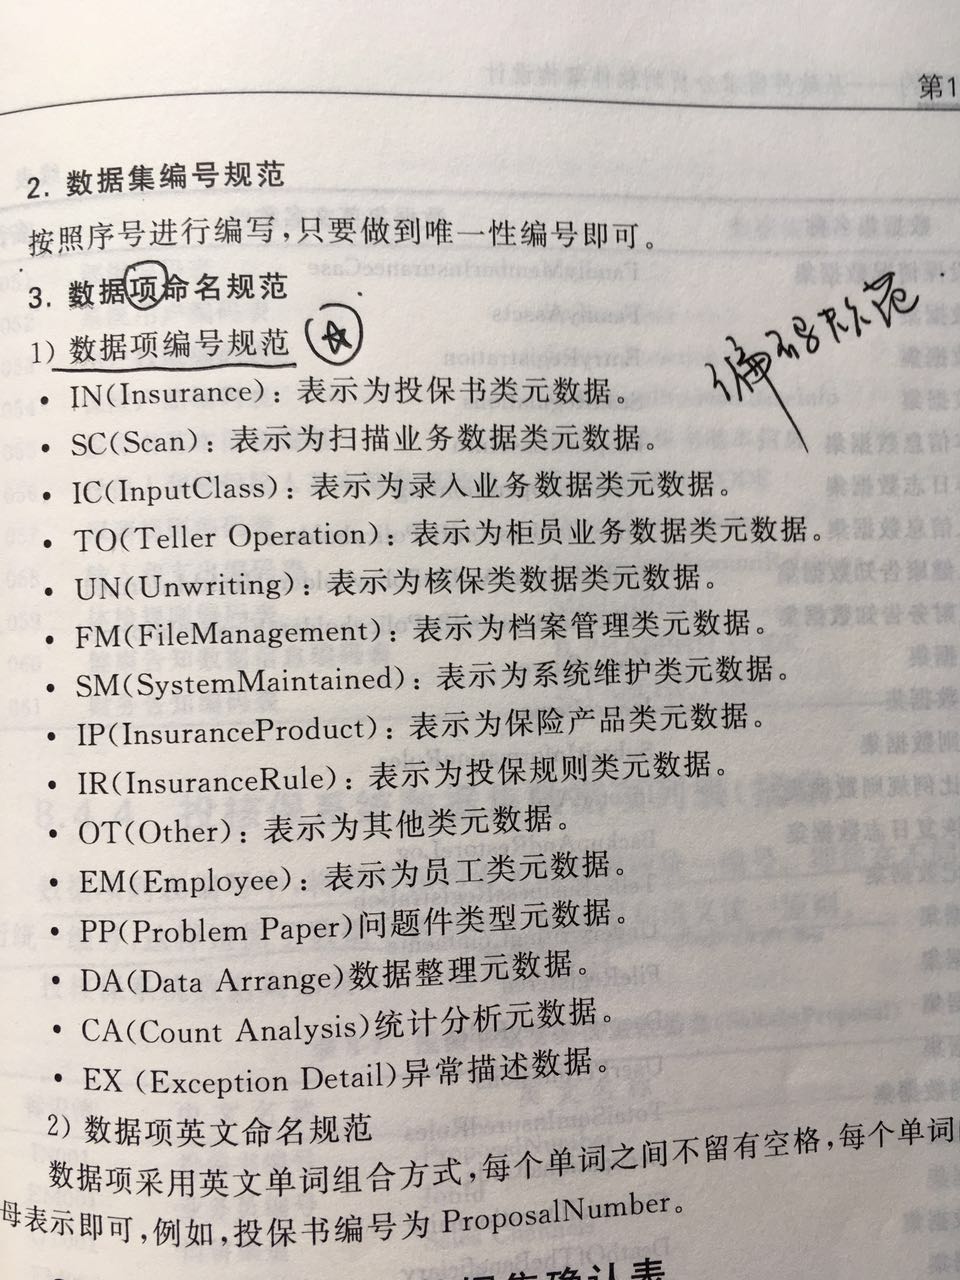 第1
2. 数据集编号规范
按照序号进行编写,只要做到唯一性编号即可。
3. 数据项命名规范
1) 数据项编号规范
编号规范
• IN(Insurance): 表示为投保书类元数据。
• SC(Scan): 表示为扫描业务数据类元数据。
• IC(InputClass): 表示为录入业务数据类元数据。
• TO(Teller Operation): 表示为柜员业务数据类元数据。
• UN(Unwriting): 表示为核保类数据类元数据。
• FM(FileManagement): 表示为档案管理类元数据。
• SM(SystemMaintained): 表示为系统维护类元数据。
• IP(InsuranceProduct): 表示为保险产品类元数据。
• IR(InsuranceRule): 表示为投保规则类元数据。
• OT(Other): 表示为其他类元数据。
• EM(Employee): 表示为员工类元数据。
• PP(Problem Paper)问题件类型元数据。
• DA(Data Arrange)数据整理元数据。
• CA(Count Analysis)统计分析元数据。
• EX (Exception Detail)异常描述数据。
2) 数据项英文命名规范
数据项采用英文单词组合方式,每个单词之间不留有空格,每个单词
母表示即可,例如,投保书编号为 ProposalNumber。
据集确认表